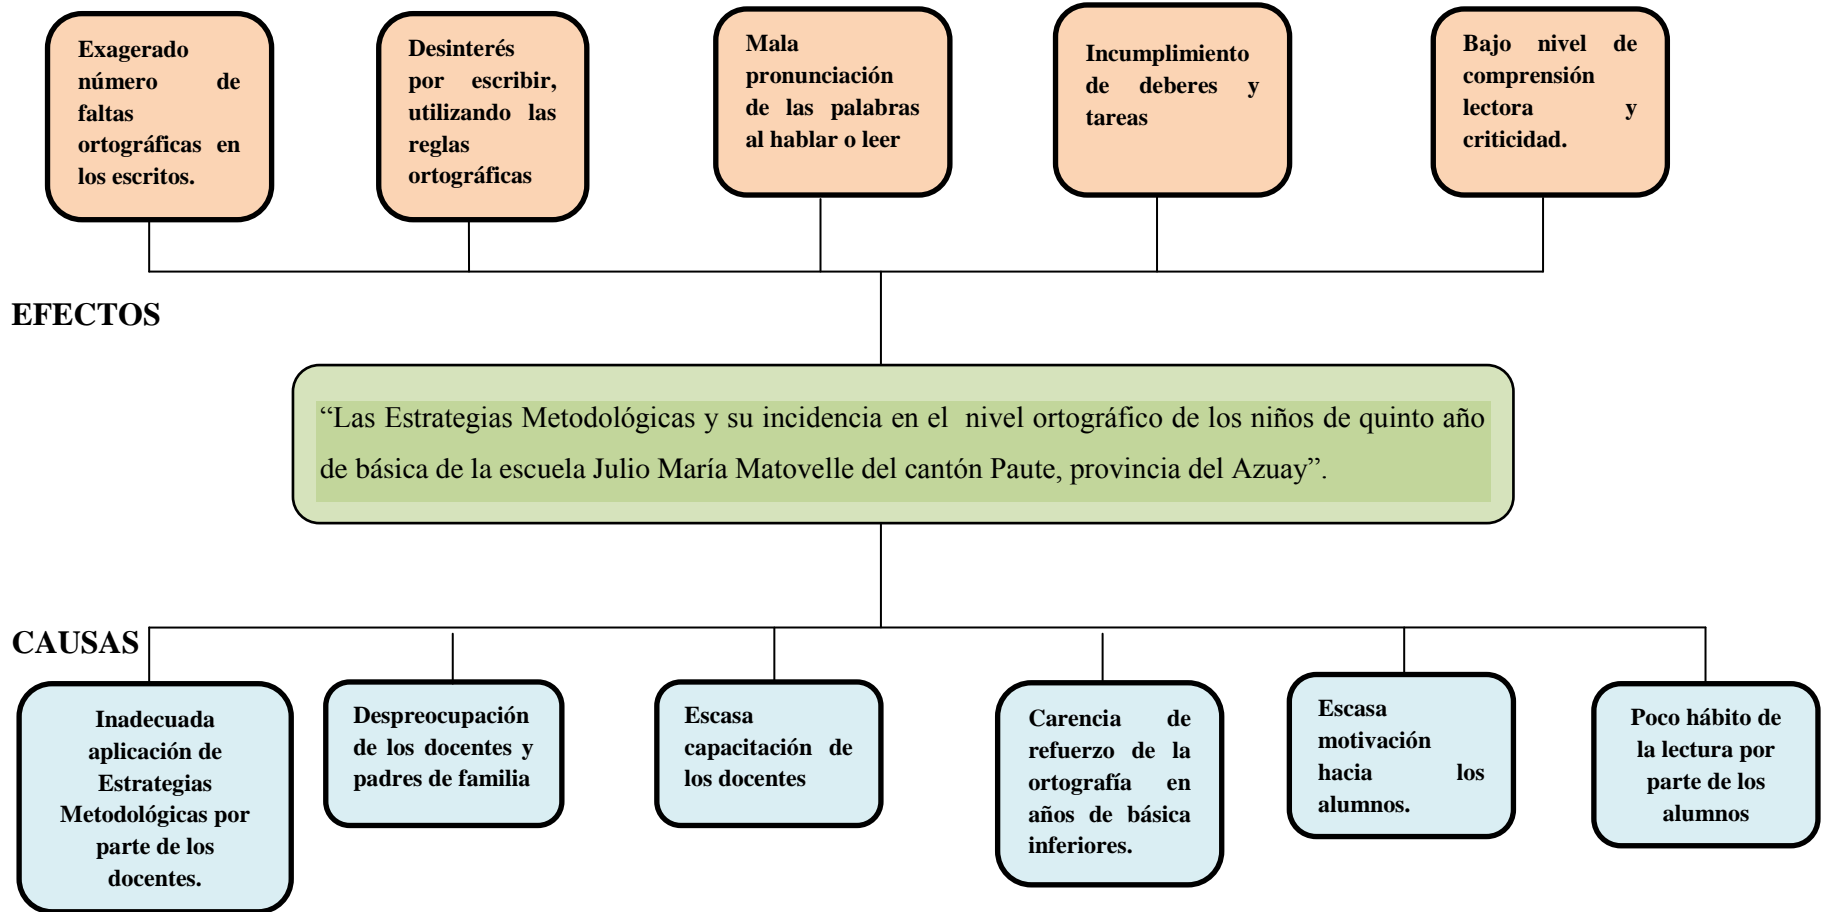 Exagerado
número de
faltas
ortográficas en
los escritos.
Desinterés
por escribir,
utilizando las
reglas
ortográficas
Mala
pronunciación
de las palabras
al hablar o leer
Incumplimiento
de deberes y
tareas
Bajo nivel de
comprensión
lectora y
criticidad.
EFECTOS
“Las Estrategias Metodológicas y su incidencia en el nivel ortográfico de los niños de quinto año
de básica de la escuela Julio María Matovelle del cantón Paute, provincia del Azuay”.
CAUSAS
Inadecuada
aplicación de
Estrategias
Metodológicas por
parte de los
docentes.
Despreocupación
de los docentes y
padres de familia
Escasa
capacitación de
los docentes
Carencia de
refuerzo de la
ortografía en
años de básica
inferiores.
Escasa
motivación
hacia los
alumnos.
Poco hábito de
la lectura por
parte de los
alumnos